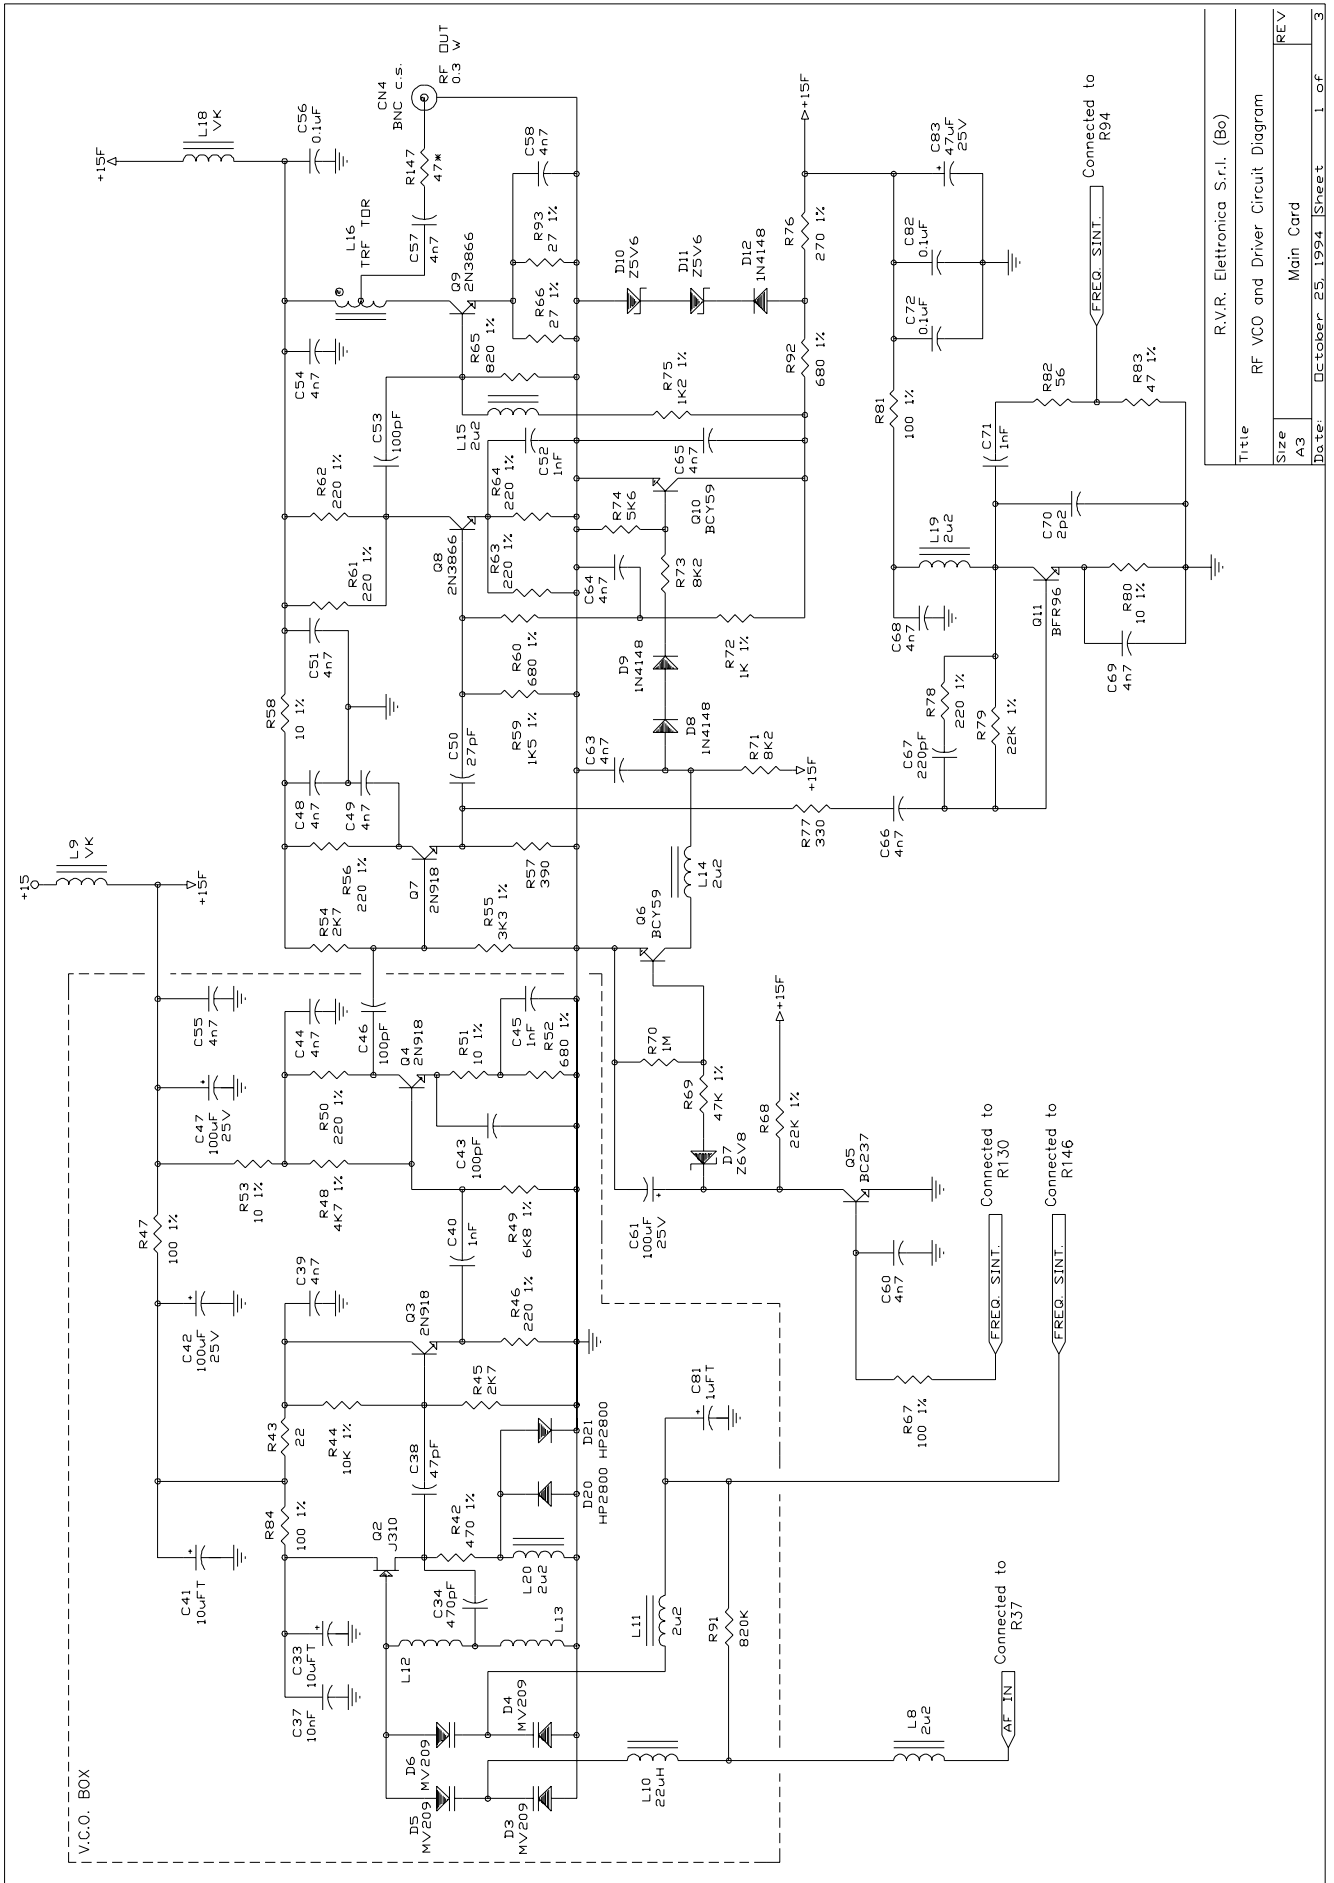 V.C.O. BOX
+15
L9
VK
+15F
+15F
L18
VK
C56
0.1uF
L16
TRF TOR
CN4
BNC c.s.
RF OUT
0.3 W
R147
47*
C57
4n7
C41
10uFT
C42
100uF
25V
R47
100 1%
C47
100uF
25V
C55
4n7
R53
10 1%
C33
10uFT
C37
10nF
R84
100 1%
R43
22
C39
4n7
R44
10K 1%
R48
4K7 1%
R50
220 1%
C44
4n7
C46
100pF
R54
2K7
R56
220 1%
C48
4n7
C49
4n7
R58
10 1%
C51
4n7
R61
220 1%
R62
220 1%
C53
100pF
C54
4n7
Q2
J310
C38
47pF
Q3
2N918
C40
1nF
Q4
2N918
Q7
2N918
C50
27pF
Q8
2N3866
R65
820 1%
Q9
2N3866
L12
L13
C34
470pF
R42
470 1%
L20
2u2
D20
HP2800
D21
HP2800
R45
2K7
R46
220 1%
R49
6K8 1%
C43
100pF
R51
10 1%
C45
1nF
R52
680 1%
R55
3K3 1%
R57
390
R59
1K5 1%
R60
680 1%
R63
220 1%
R64
220 1%
C52
1nF
L15
2u2
R66
27 1%
R93
27 1%
C58
4n7
D5
MV209
D6
MV209
D3
MV209
D4
MV209
L10
22uH
L11
2u2
R91
820K
C81
1uFT
L8
2u2
AF IN
Connected to
R37
C61
100uF
25V
R70
1M
R69
47K 1%
D7
Z6V8
R68
22K 1%
+15F
Q5
BC237
C60
4n7
R67
100 1%
FREQ. SINT.
Connected to
R130
FREQ. SINT.
Connected to
R146
Q6
BCY59
L14
2u2
C63
4n7
R71
8K2
+15F
D8
1N4148
D9
1N4148
R73
8K2
C64
4n7
R74
5K6
Q10
BCY59
R72
1K 1%
C65
4n7
R75
1K2 1%
D10
Z5V6
D11
Z5V6
D12
1N4148
R92
680 1%
R76
270 1%
+15F
R77
330
C66
4n7
C67
220pF
R78
220 1%
R79
22K 1%
C68
4n7
R81
100 1%
C72
0.1uF
C82
0.1uF
C83
47uF
25V
L19
2u2
Q11
BFR96
C69
4n7
R80
10 1%
C70
2p2
C71
1nF
R82
56
R83
47 1%
FREQ. SINT.
Connected to
R94
R.V.R. Elettronica S.r.l. (Bo)
Title
RF VCO and Driver Circuit Diagram
Size
A3
Main Card
REV
Date: October 25, 1994 Sheet 1 of 3